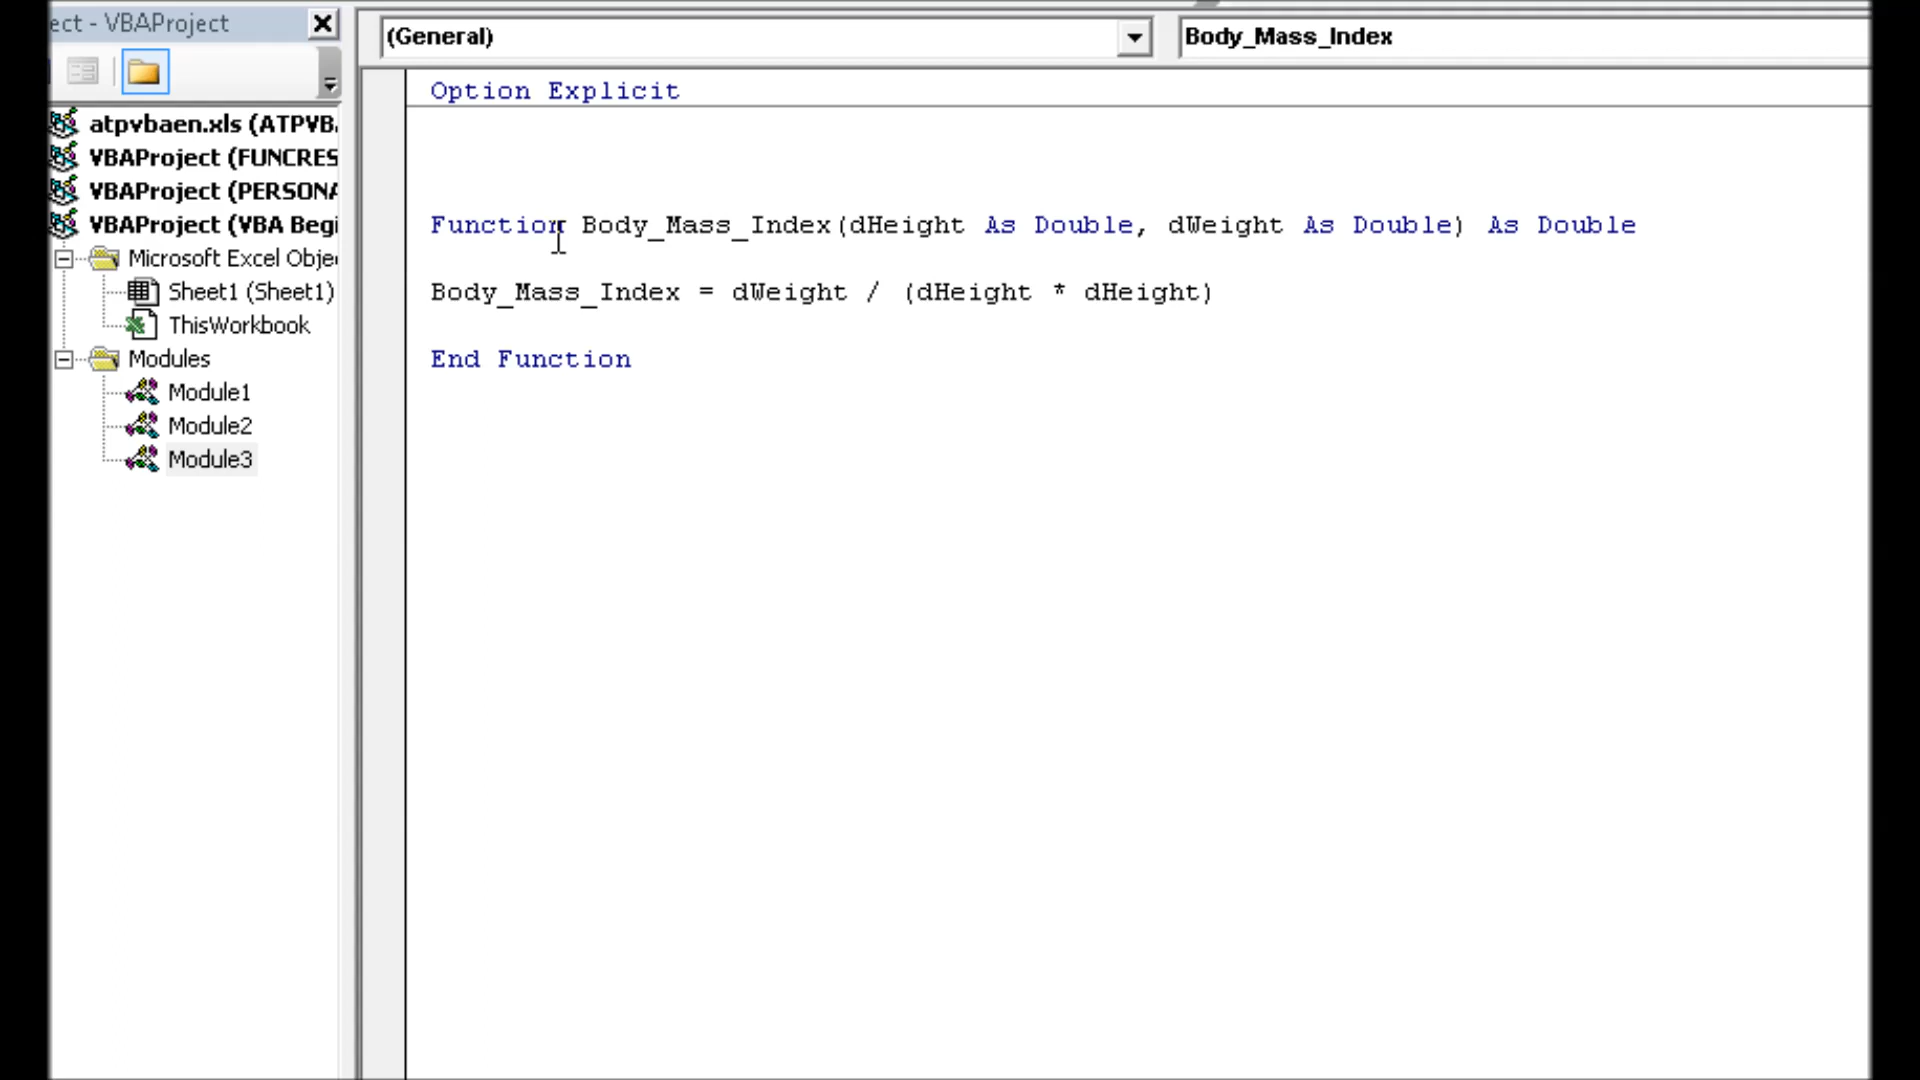 ect - VBAProject
(General)
Body_Mass_Index
Option Explicit
atpvbaen.xls (ATPVB
VBAProject (FUNCRES
VBAProject (PERSONA
VBAProject (VBA Begi
Microsoft Excel Obje
Sheet1 (Sheet1)
ThisWorkbook
Modules
Module1
Module2
Module3
Function Body_Mass_Index(dHeight As Double, dWeight As Double) As Double
Body_Mass_Index = dWeight / (dHeight * dHeight)
End Function